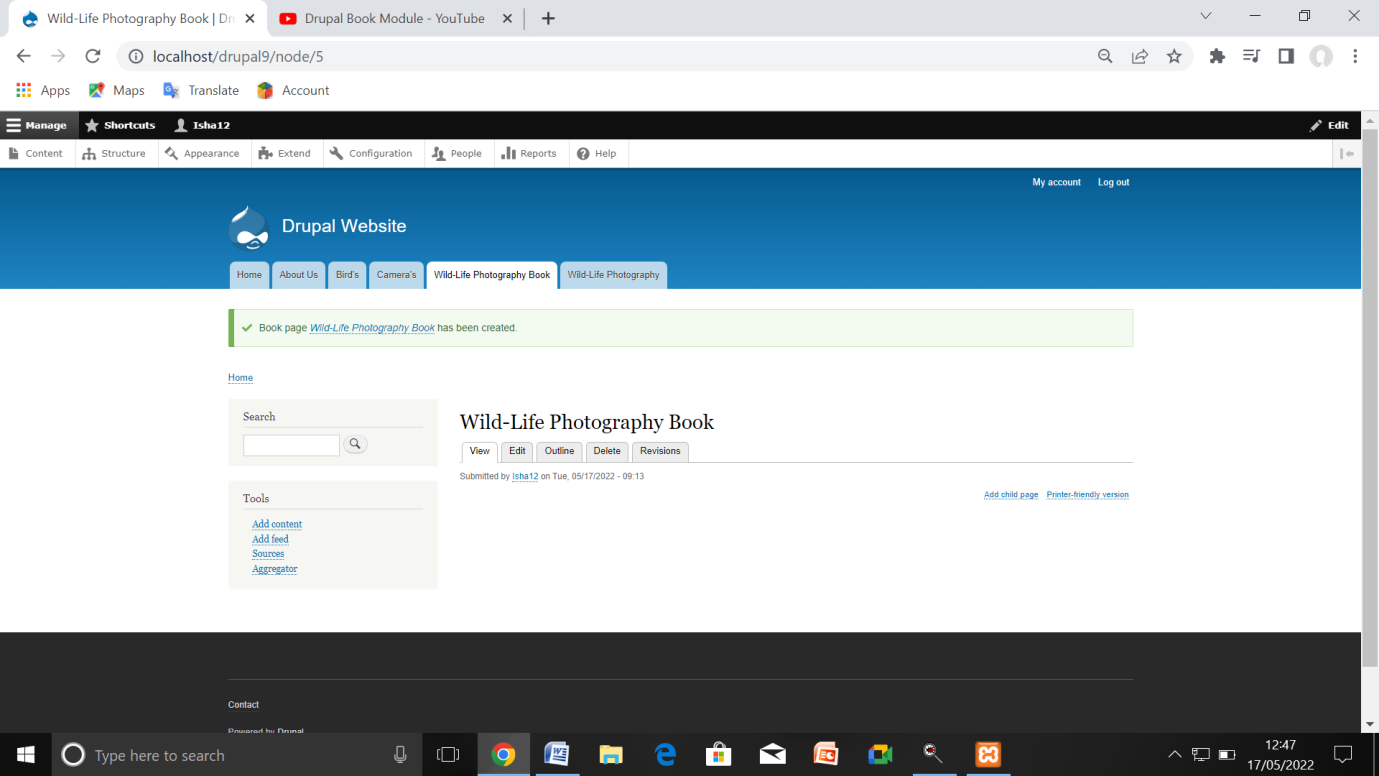 Wild-Life Photography Book | Dr
Drupal Book Module - YouTube
localhost/drupal9/node/5
Apps Maps Translate Account
Manage Shortcuts Isha12 Edit
Content Structure Appearance Extend Configuration People Reports Help
My account Log out
Drupal Website
Home About Us Bird's Camera's Wild-Life Photography Book Wild-Life Photography
Book page Wild-Life Photography Book has been created.
Home
Search
Wild-Life Photography Book
View Edit Outline Delete Revisions
Submitted by Isha12 on Tue, 05/17/2022 - 09:13
Add child page Printer-friendly version
Tools
Add content
Add feed
Sources
Aggregator
Contact
Powered by Drupal
Type here to search
12:47
17/05/2022